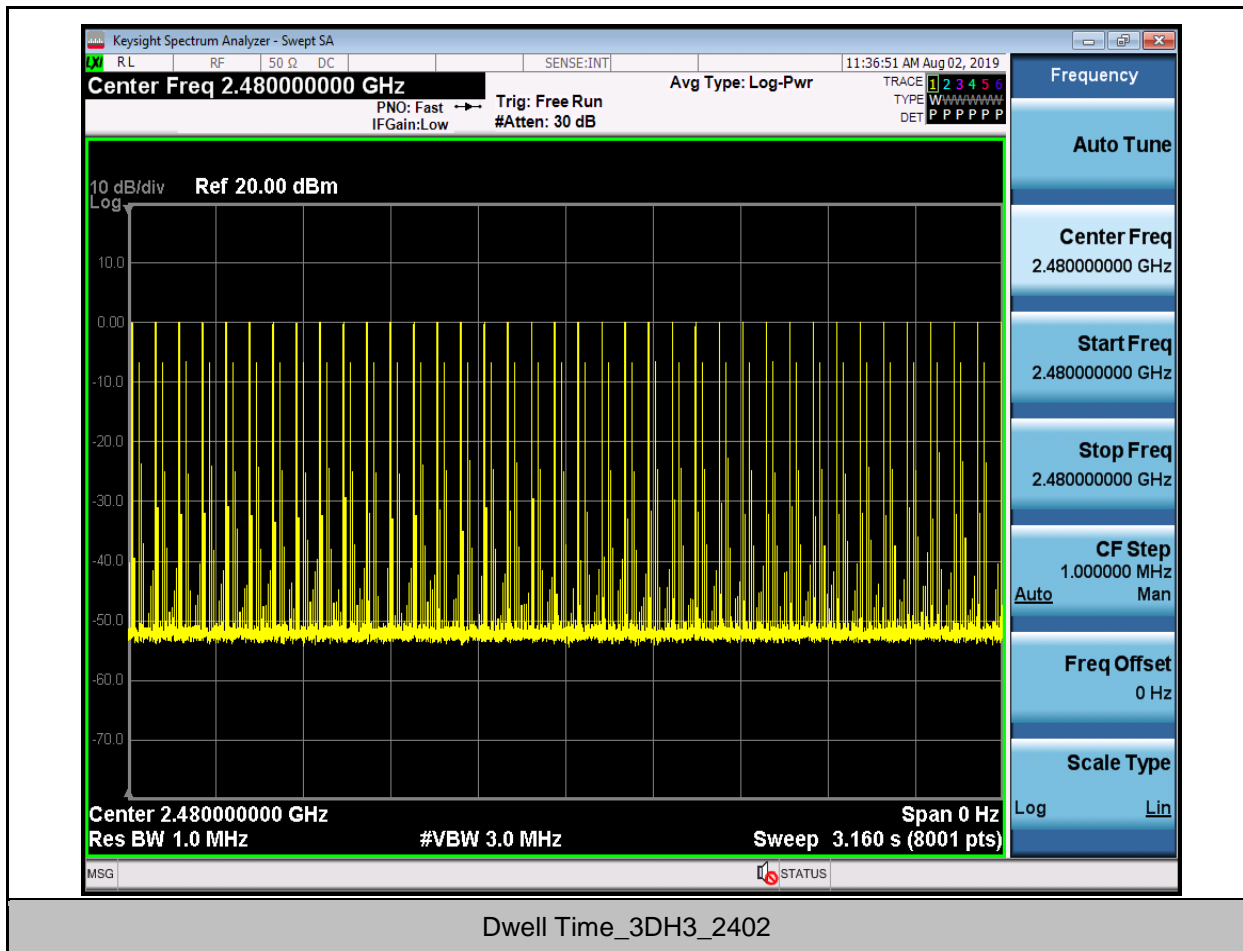 Keysight Spectrum Analyzer - Swept SA
LXI RL RF 50 Ω DC SENSE:INT 11:36:51 AM Aug 02, 2019
Center Freq 2.480000000 GHz
PNO: Fast
IFGain:Low
Trig: Free Run
#Atten: 30 dB
Avg Type: Log-Pwr
TRACE 1 2 3 4 5 6
TYPE WWWWWW
DET P P P P P P
10 dB/div
Log
Ref 20.00 dBm
10.0
0.00
-10.0
-20.0
-30.0
-40.0
-50.0
-60.0
-70.0
Center 2.480000000 GHz
Span 0 Hz
Res BW 1.0 MHz
#VBW 3.0 MHz
Sweep 3.160 s (8001 pts)
MSG
STATUS
Frequency
Auto Tune
Center Freq
2.480000000 GHz
Start Freq
2.480000000 GHz
Stop Freq
2.480000000 GHz
CF Step
1.000000 MHz
Auto Man
Freq Offset
0 Hz
Scale Type
Log Lin
Dwell Time_3DH3_2402